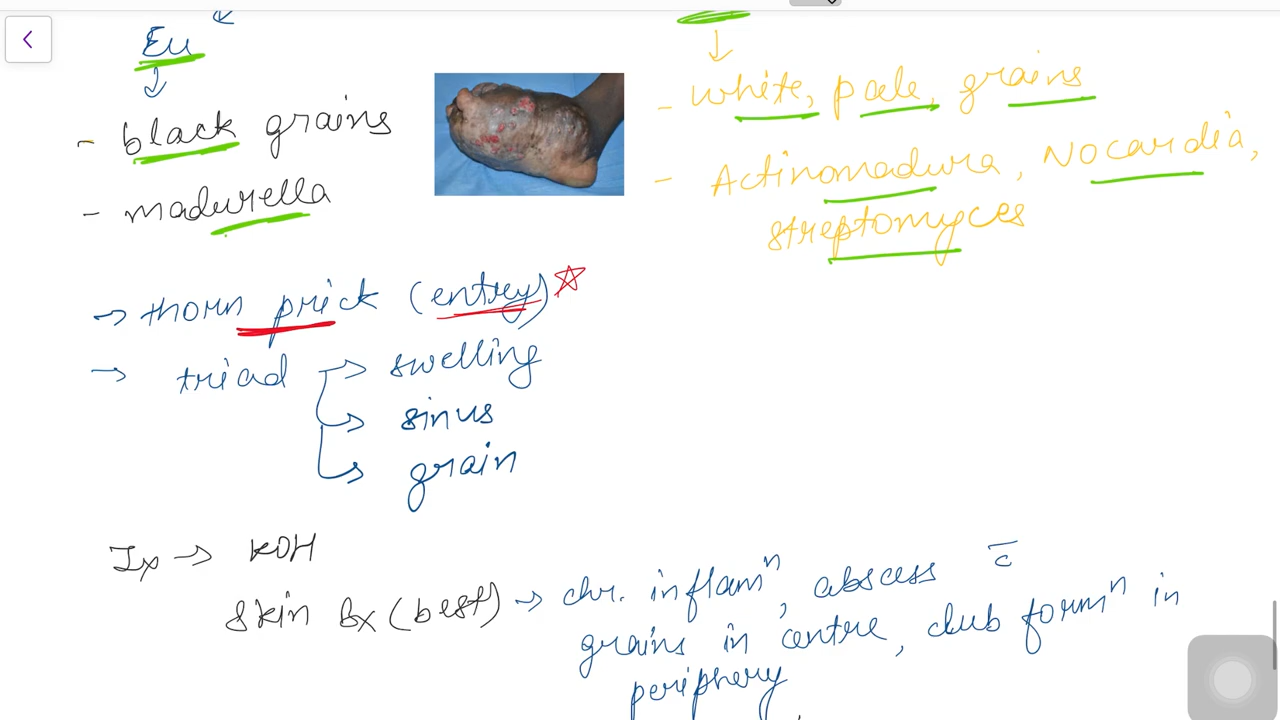 Eu
- black grains
- madurella
- white, pale, grains
- Actinomadura, Nocardia,
streptomyces
→ thorn prick (entry)
→ triad → swelling
→ sinus
→ grain
Ix → KOH
skin Bx (best) → chr. inflamⁿ, abscess c̄
grains in centre, club formⁿ in
periphery